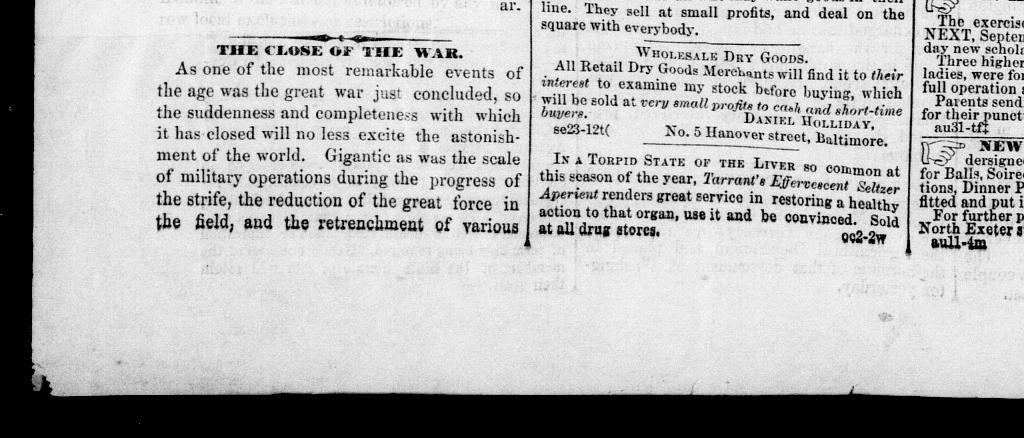 ar.
THE CLOSE OF THE WAR.
As one of the most remarkable events of
the age was the great war just concluded, so
the suddenness and completeness with which
it has closed will no less excite the astonish-
ment of the world. Gigantic as was the scale
of military operations during the progress of
the strife, the reduction of the great force in
the field, and the retrenchment of various
line. They sell at small profits, and deal on the
square with everybody.
WHOLESALE DRY GOODS.
All Retail Dry Goods Merchants will find it to their
interest to examine my stock before buying, which
will be sold at very small profits to cash and short-time
buyers.
DANIEL HOLLIDAY,
se23-12t( No. 5 Hanover street, Baltimore.
IN A TORPID STATE OF THE LIVER so common at
this season of the year, Tarrant's Effervescent Seltzer
Aperient renders great service in restoring a healthy
action to that organ, use it and be convinced. Sold
at all drug stores. oc2-2w
The exercise
NEXT, Septem
day new schola
Three higher
ladies, were fo
full operation a
Parents send
for their punct
au31-tf‡
NEW
dersigned
for Balls, Soire
tions, Dinner P
fitted and put i
For further p
North Exeter s
au11-4m